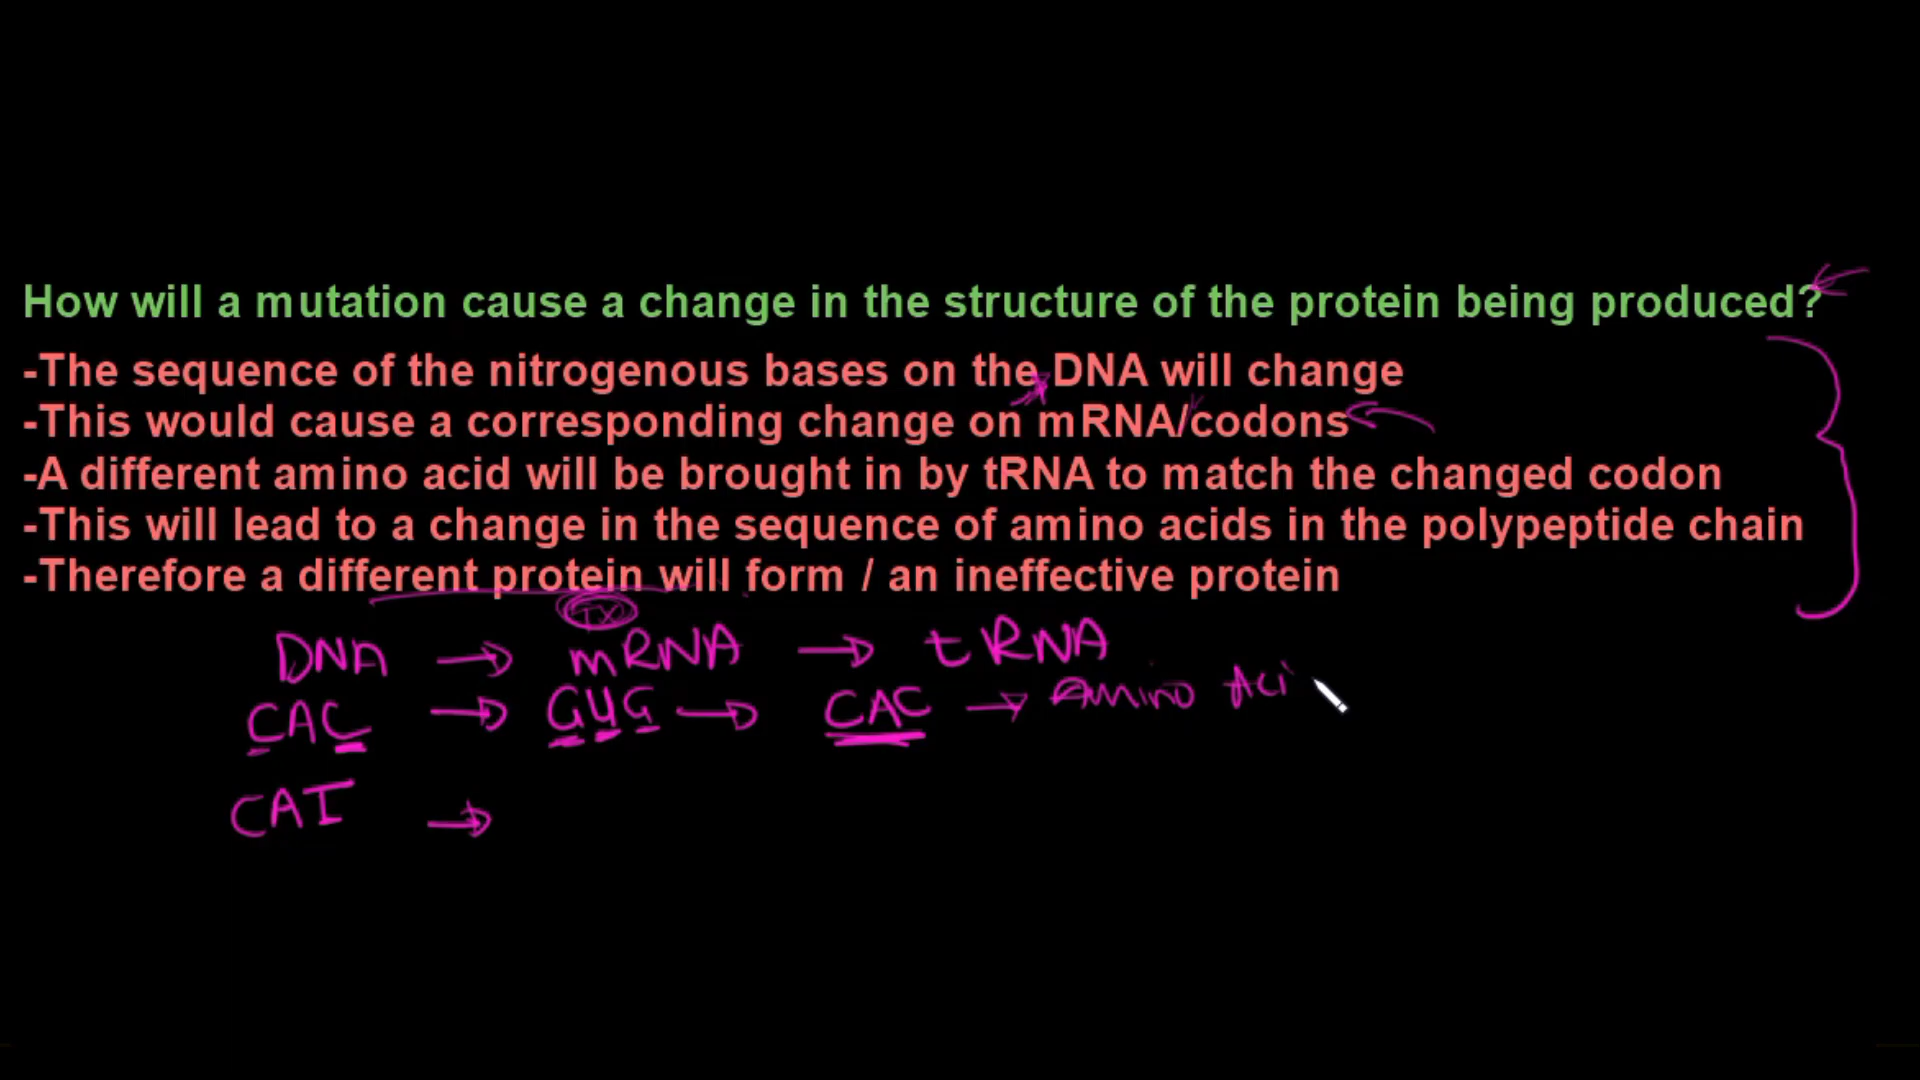 How will a mutation cause a change in the structure of the protein being produced?
-The sequence of the nitrogenous bases on the DNA will change
-This would cause a corresponding change on mRNA/codons
-A different amino acid will be brought in by tRNA to match the changed codon
-This will lead to a change in the sequence of amino acids in the polypeptide chain
-Therefore a different protein will form / an ineffective protein
TX
DNA → mRNA → tRNA
CAC → GUG → CAC → Amino Aci
CAT →